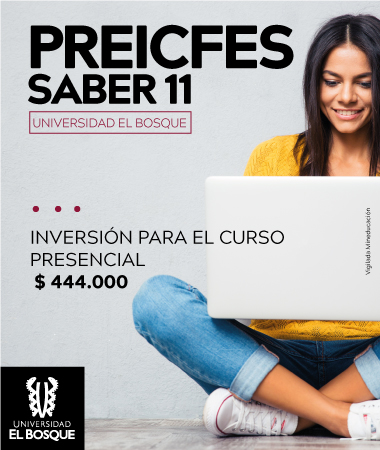 PREICFES
SABER 11
UNIVERSIDAD EL BOSQUE
INVERSIÓN PARA EL CURSO
PRESENCIAL
$ 444.000
Vigilada Mineducación
UNIVERSIDAD
EL BOSQUE